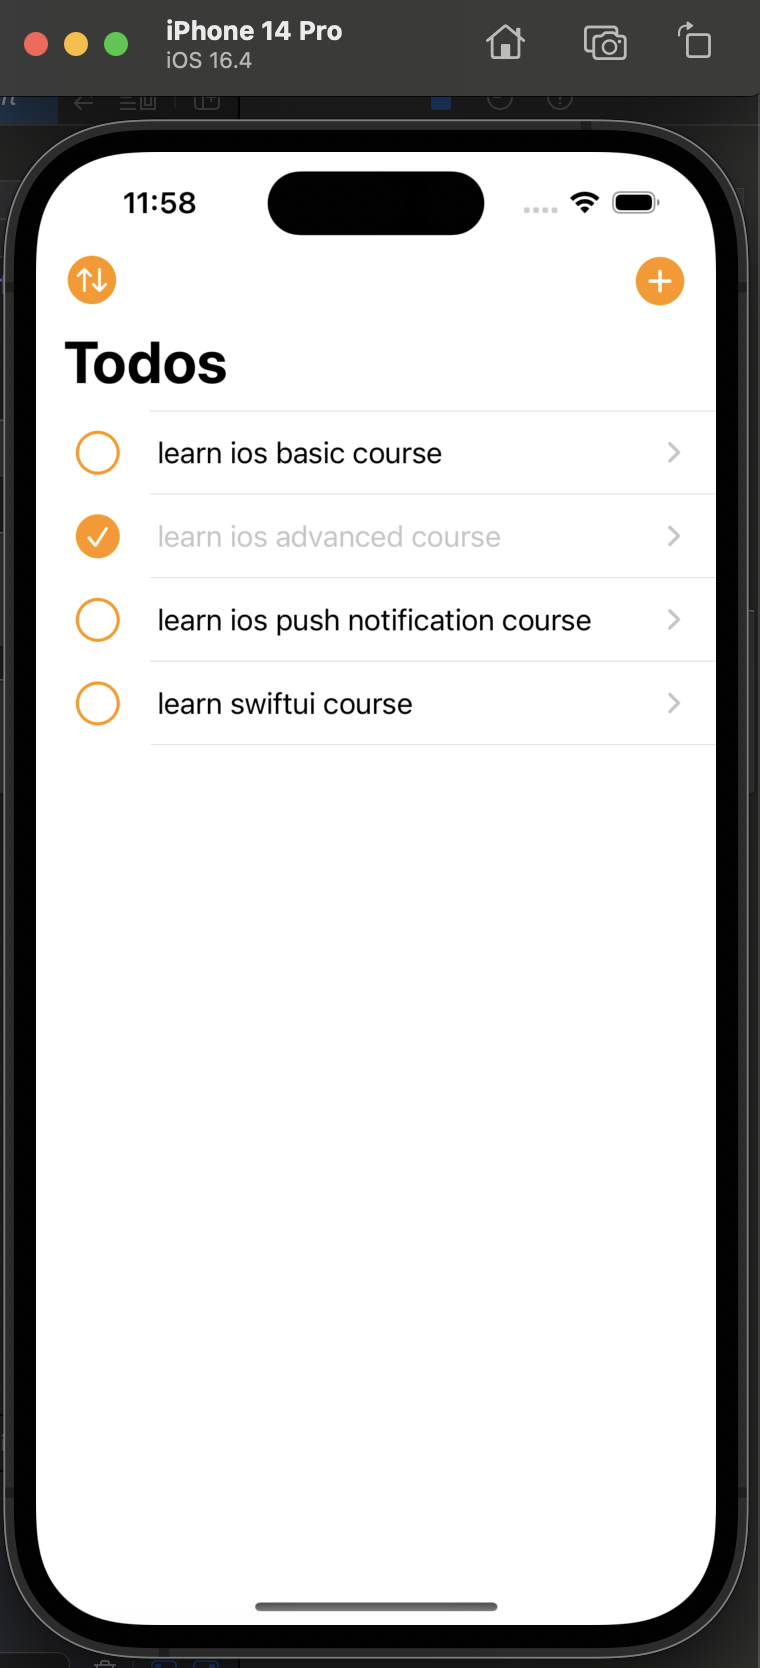 iPhone 14 Pro
iOS 16.4
11:58
Todos
learn ios basic course
learn ios advanced course
learn ios push notification course
learn swiftui course